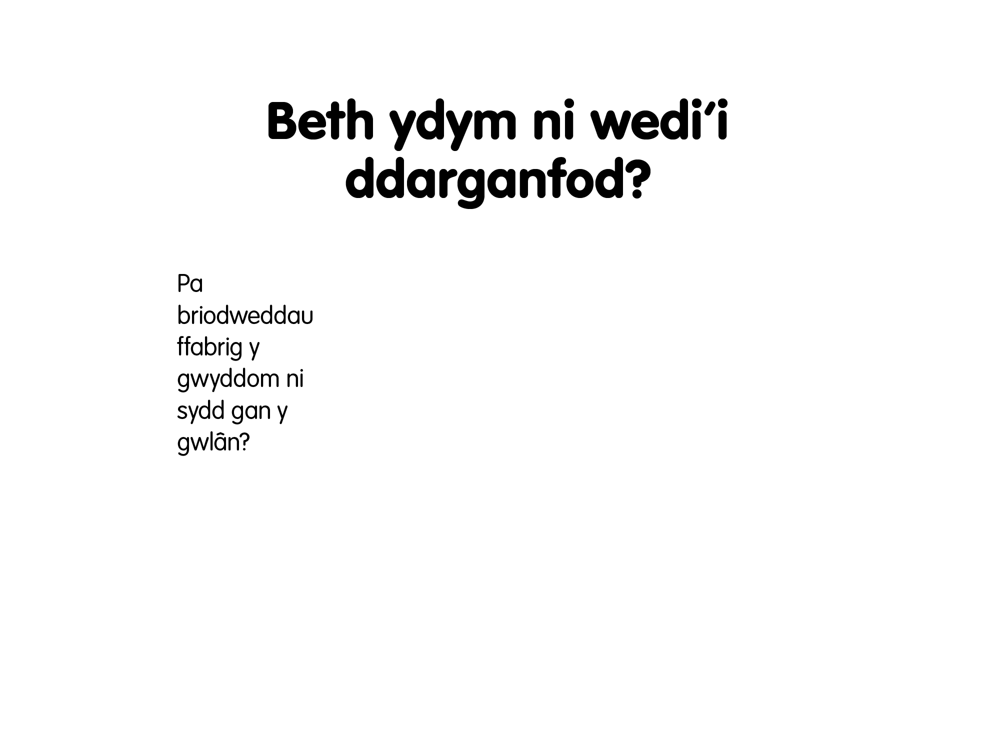 Beth ydym ni wedi’i
ddarganfod?
Pa
briodweddau
ffabrig y
gwyddom ni
sydd gan y
gwlân?